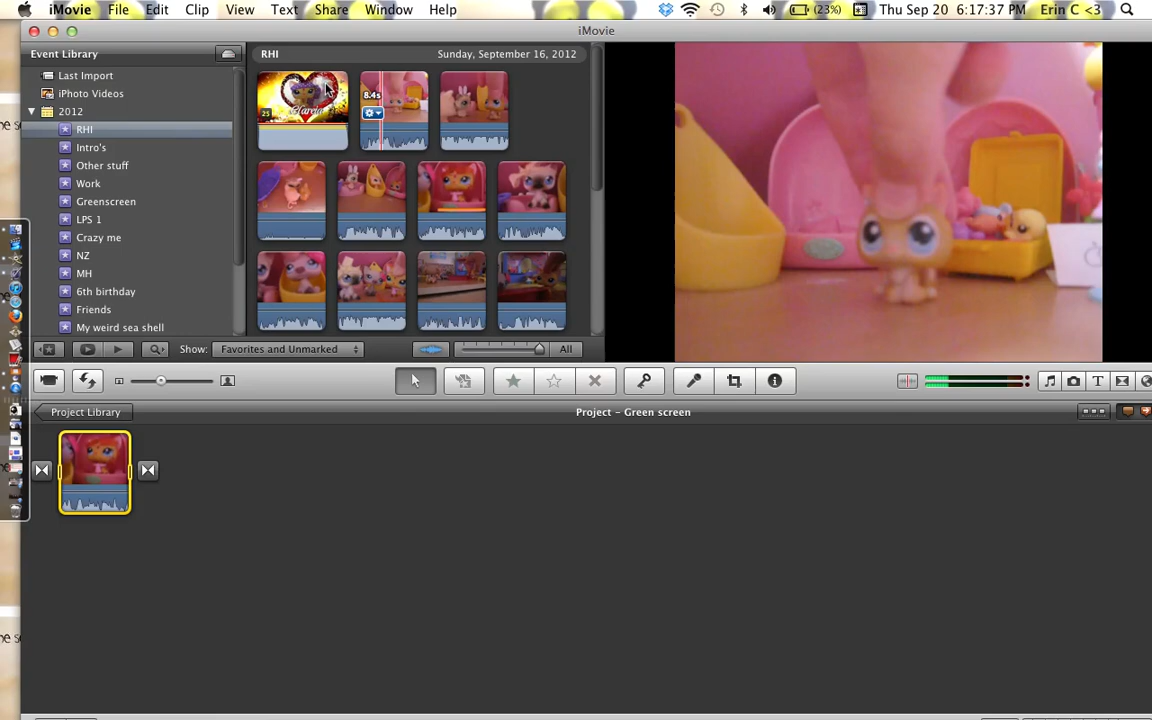 iMovie File Edit Clip View Text Share Window Help (23%) Thu Sep 20 6:17:37 PM Erin C <3
iMovie
Event Library
RHI Sunday, September 16, 2012
Last Import
iPhoto Videos
2012
RHI
Intro's
Other stuff
Work
Greenscreen
LPS 1
Crazy me
NZ
MH
6th birthday
Friends
My weird sea shell
25
8.4s
Show: Favorites and Unmarked All
Project Library Project – Green screen